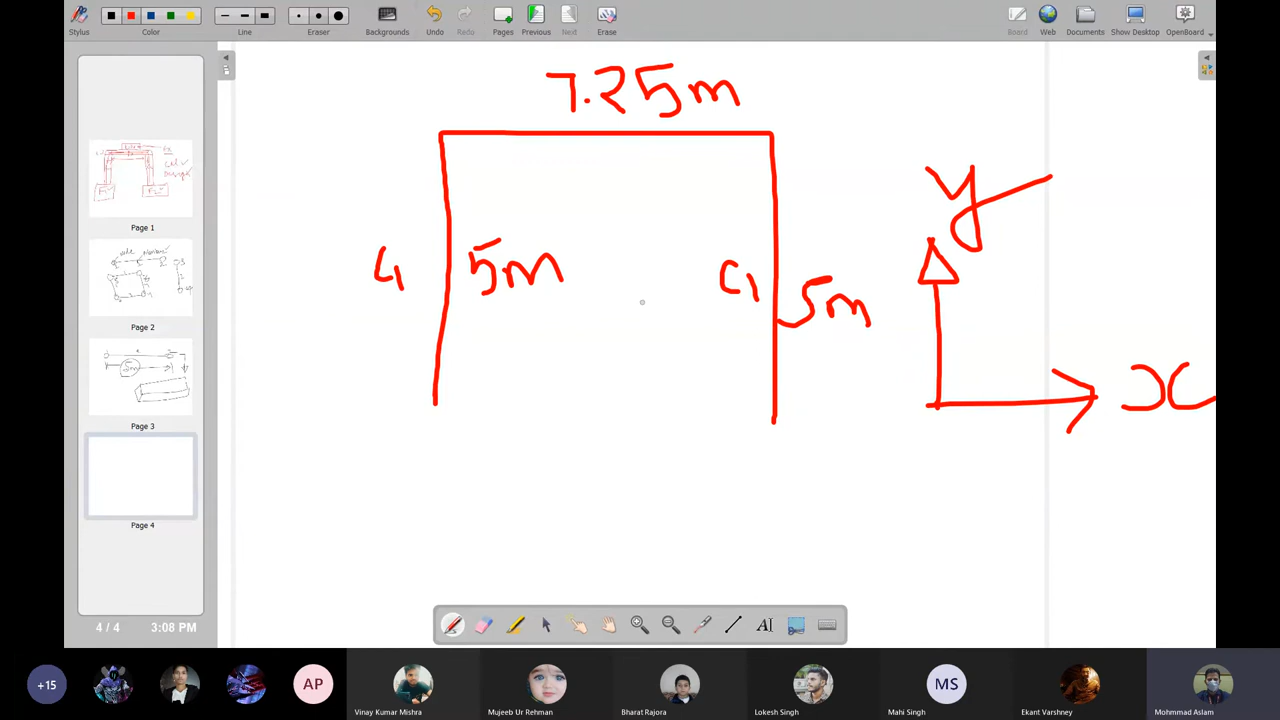 Stylus
Color
Line
Eraser
Backgrounds
Undo
Redo
Pages
Previous
Next
Erase
Board
Web
Documents
Show Desktop
OpenBoard
7.25m
y
C1
5m
C1
5m
x
Page 1
Page 2
Page 3
Page 4
4 / 4
3:08 PM
+15
AP
Vinay Kumar Mishra
Mujeeb Ur Rehman
Bharat Rajora
Lokesh Singh
MS
Mahi Singh
Ekant Varshney
Mohmmad Aslam